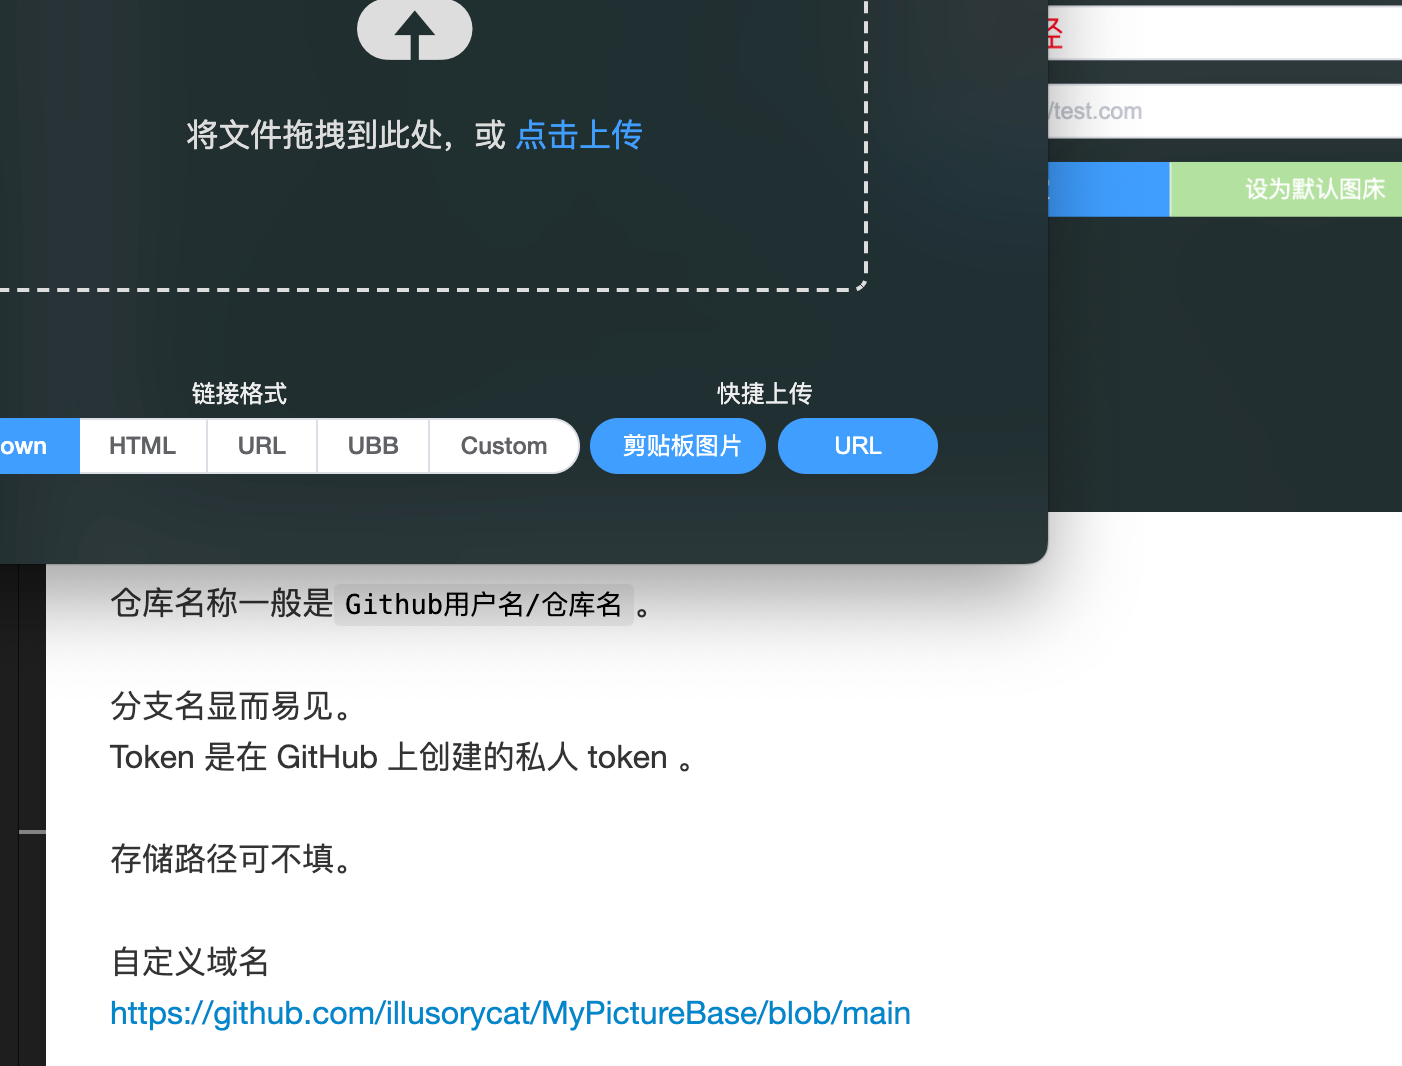 径
/test.com
设为默认图床
将文件拖拽到此处，或 点击上传
链接格式
快捷上传
own
HTML
URL
UBB
Custom
剪贴板图片
URL
仓库名称一般是 Github用户名/仓库名 。
分支名显而易见。
Token 是在 GitHub 上创建的私人 token 。
存储路径可不填。
自定义域名
https://github.com/illusorycat/MyPictureBase/blob/main